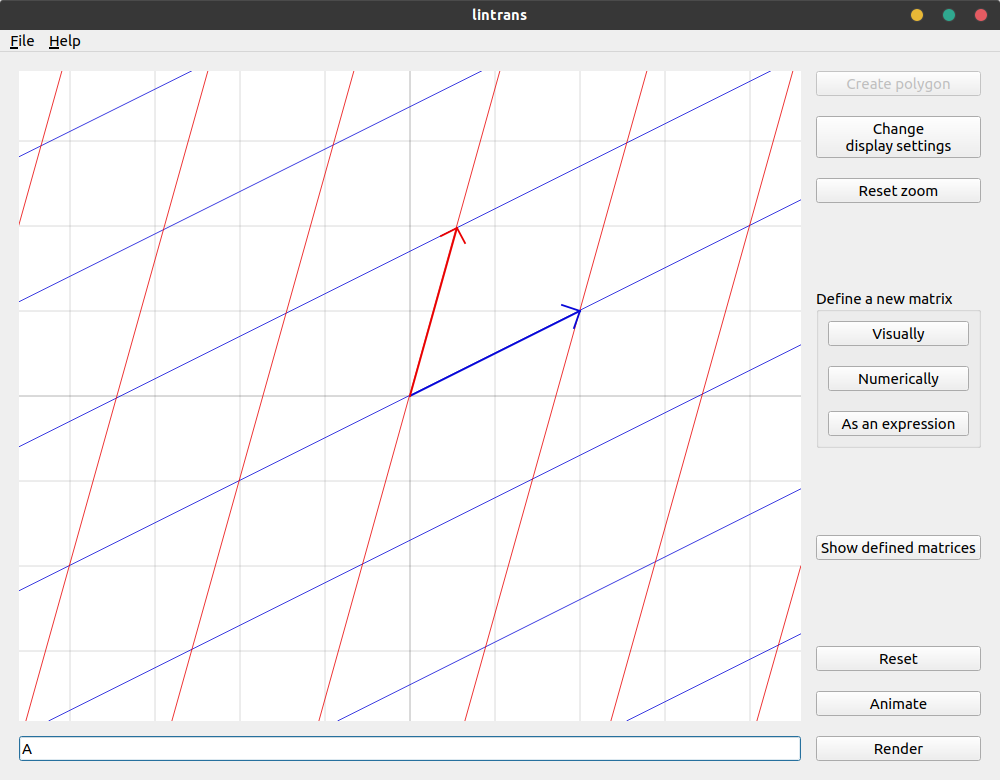 lintrans
File Help
Create polygon
Change
display settings
Reset zoom
Define a new matrix
Visually
Numerically
As an expression
Show defined matrices
Reset
Animate
A
Render